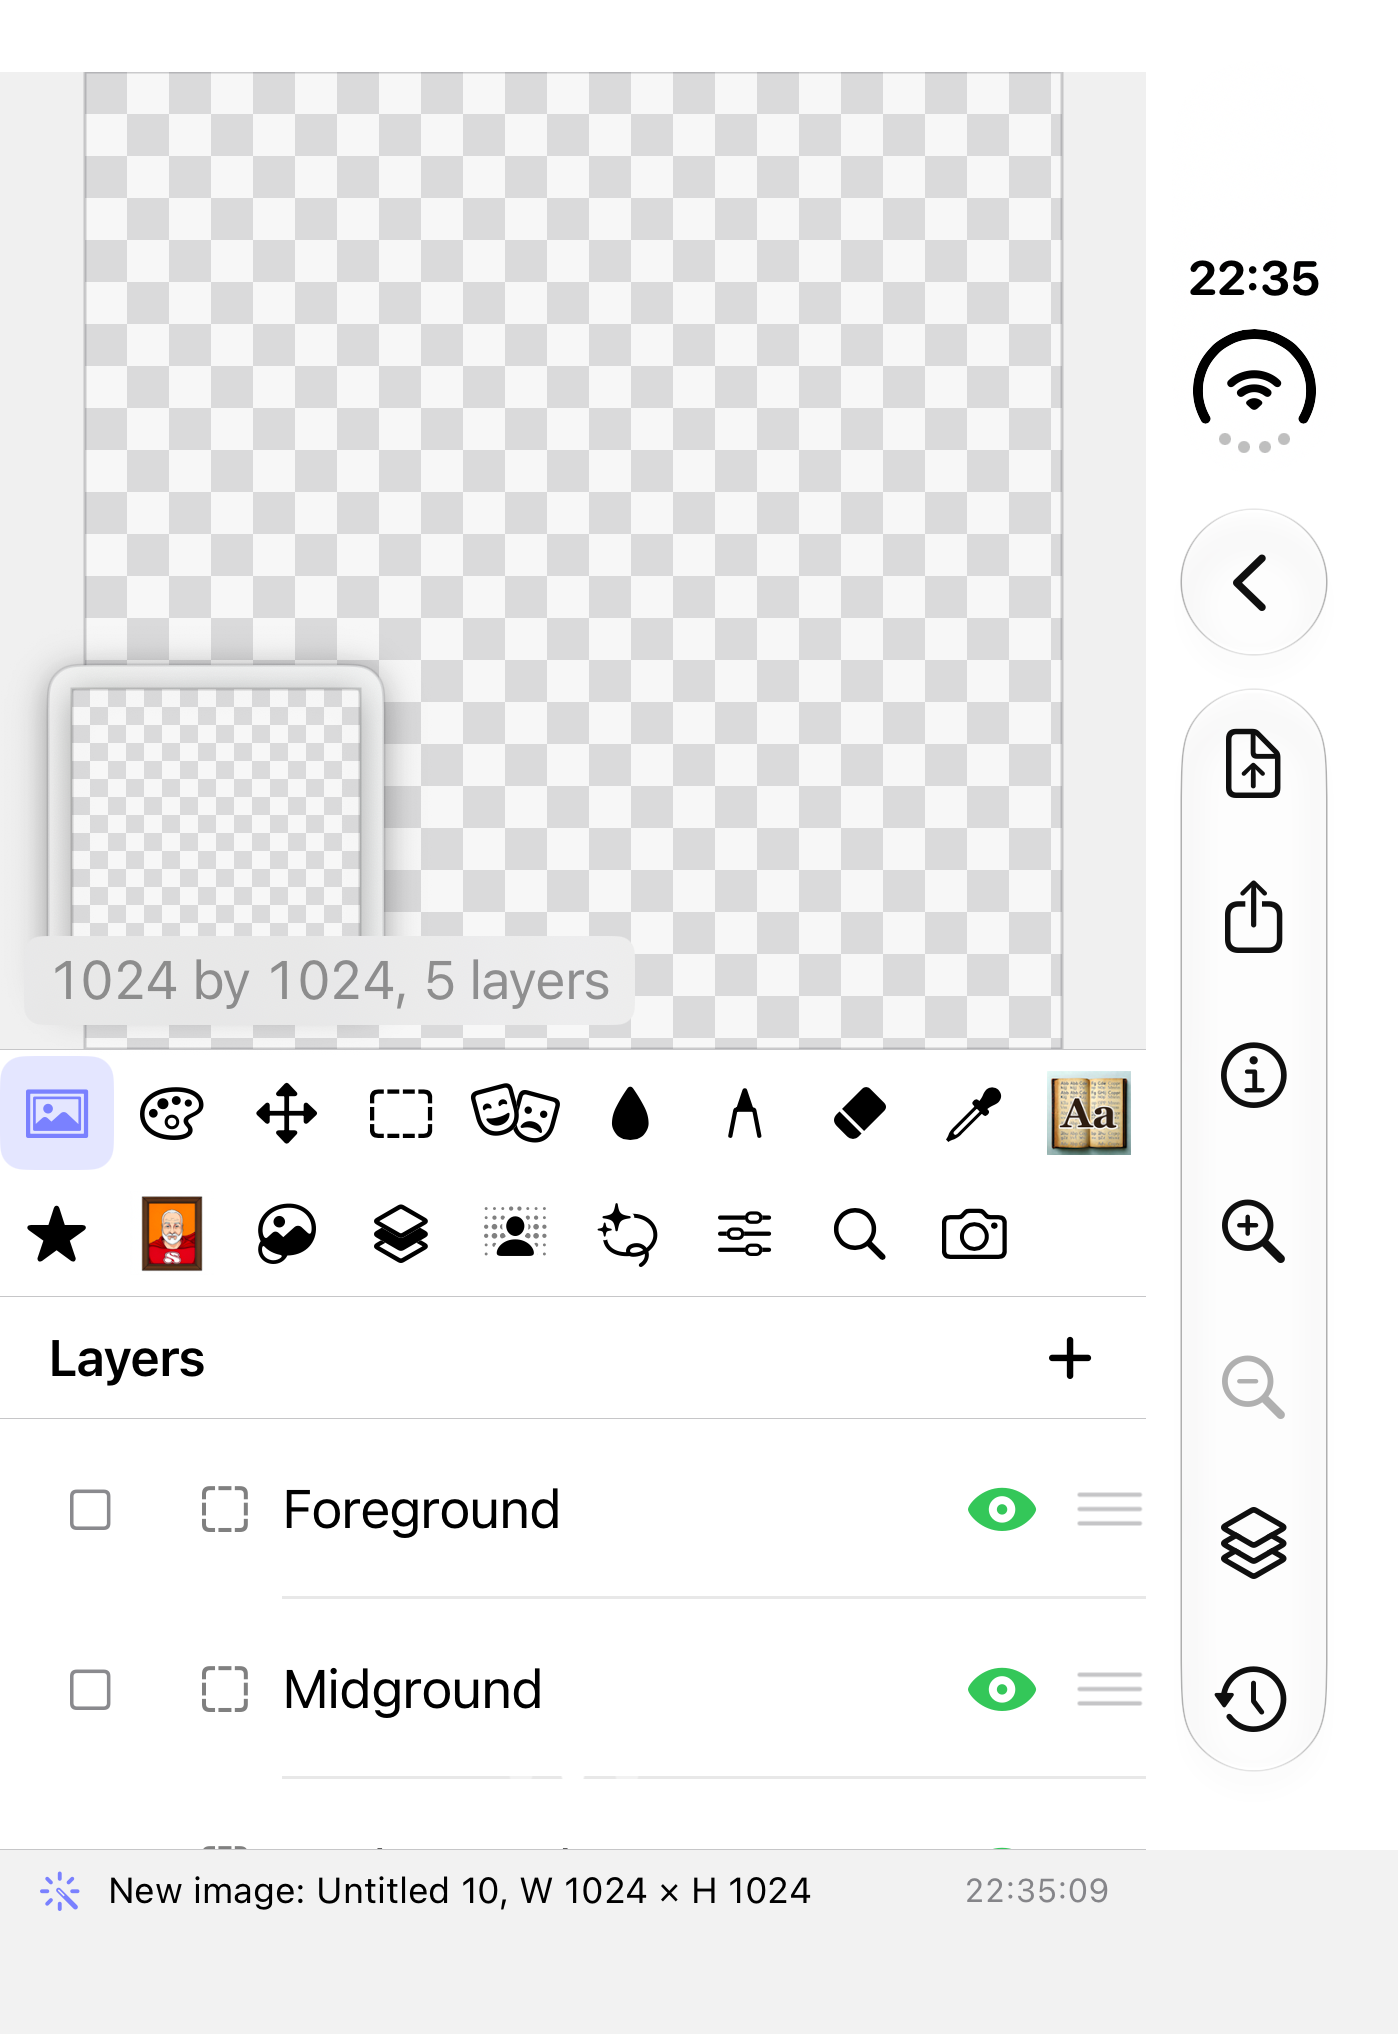 22:35
1024 by 1024, 5 layers
Aa
Layers
Foreground
Midground
New image: Untitled 10, W 1024 × H 1024
22:35:09